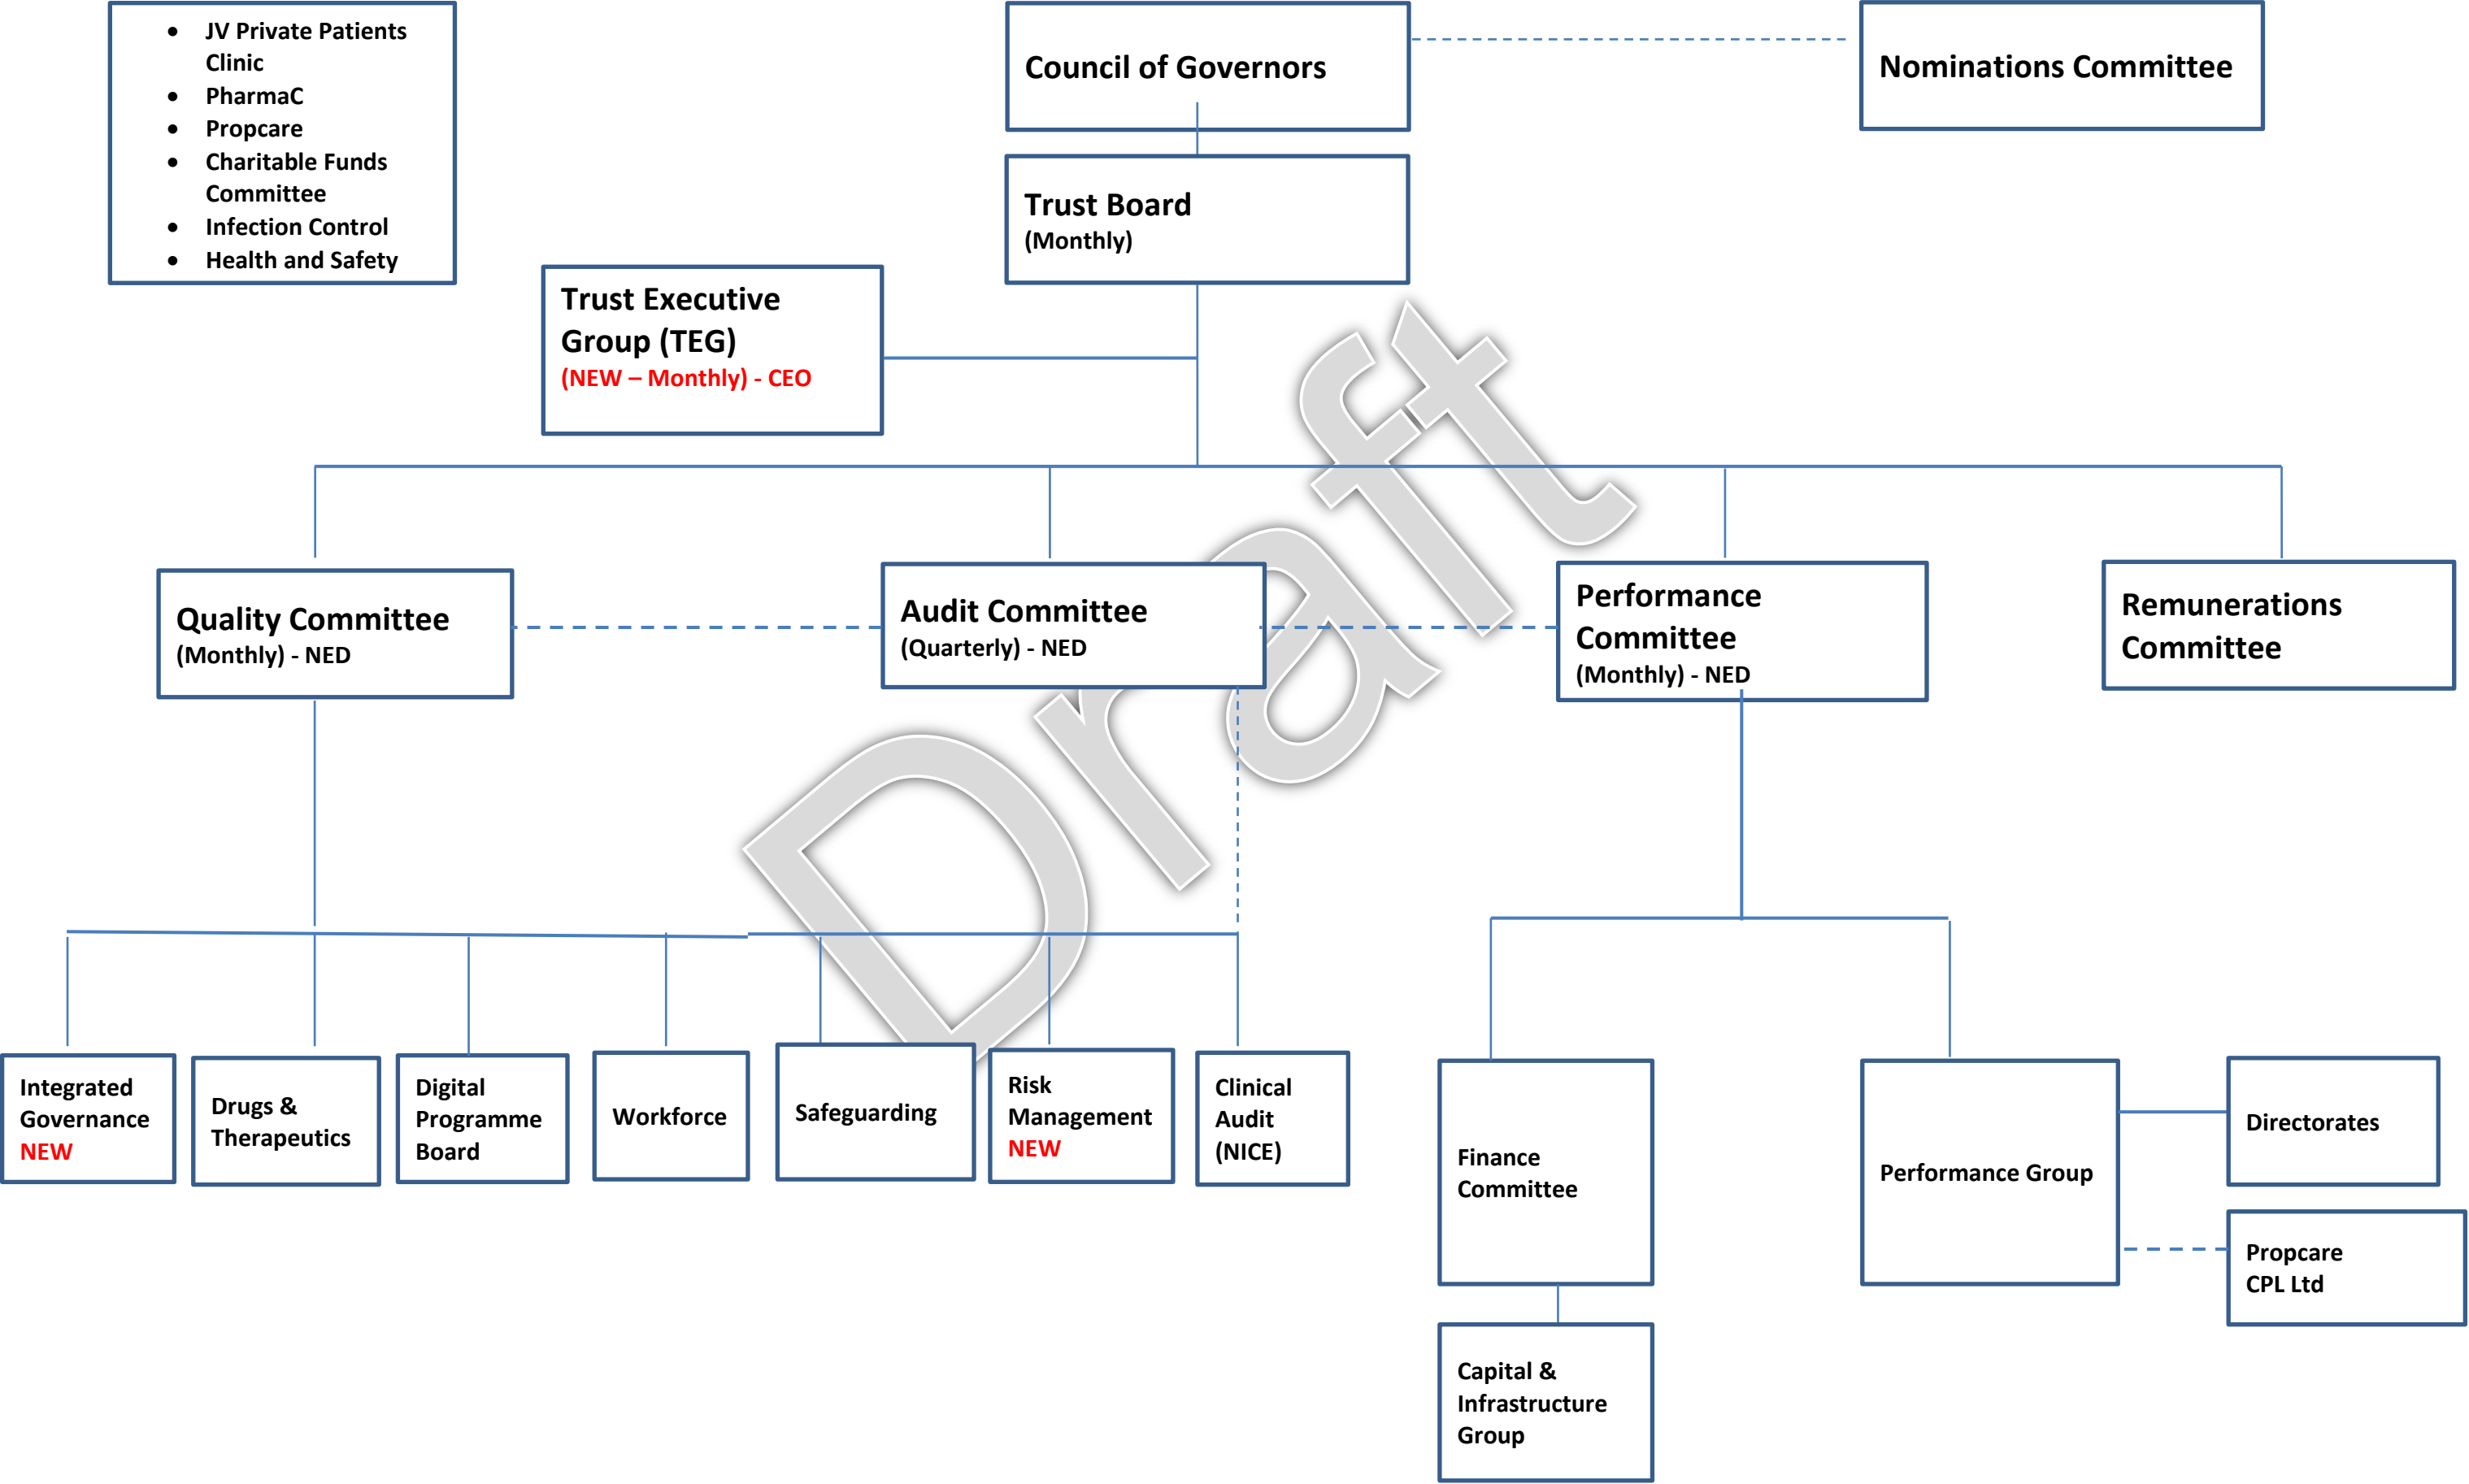 • JV Private Patients
Clinic
• PharmaC
• Propcare
• Charitable Funds
Committee
• Infection Control
• Health and Safety
Council of Governors
Nominations Committee
Trust Board
(Monthly)
Trust Executive
Group (TEG)
(NEW – Monthly) - CEO
Quality Committee
(Monthly) - NED
Audit Committee
(Quarterly) - NED
Performance
Committee
(Monthly) - NED
Remunerations
Committee
Draft
Integrated
Governance
NEW
Drugs &
Therapeutics
Digital
Programme
Board
Workforce
Safeguarding
Risk
Management
NEW
Clinical
Audit
(NICE)
Finance
Committee
Performance Group
Directorates
Propcare
CPL Ltd
Capital &
Infrastructure
Group